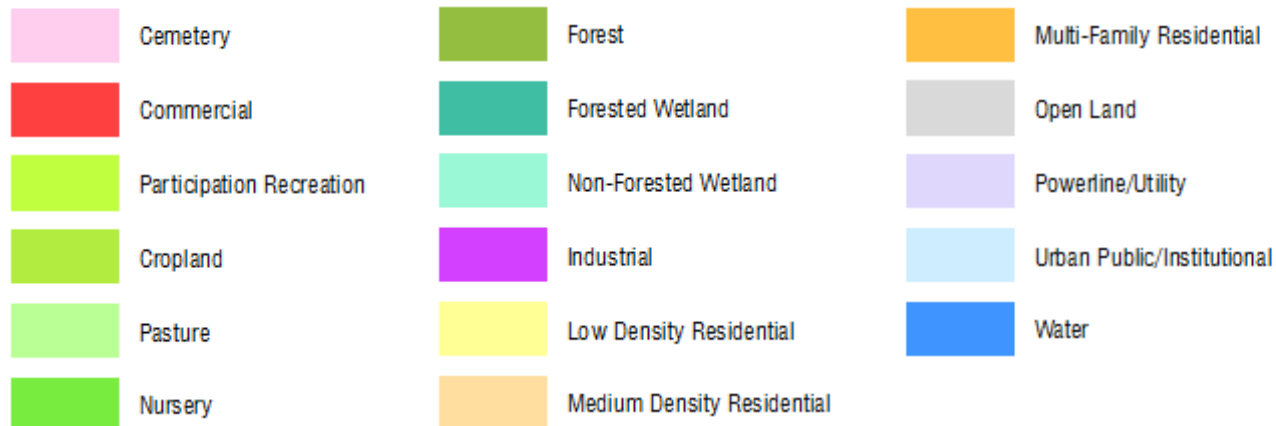 Cemetery
Commercial
Participation Recreation
Cropland
Pasture
Nursery
Forest
Forested Wetland
Non-Forested Wetland
Industrial
Low Density Residential
Medium Density Residential
Multi-Family Residential
Open Land
Powerline/Utility
Urban Public/Institutional
Water